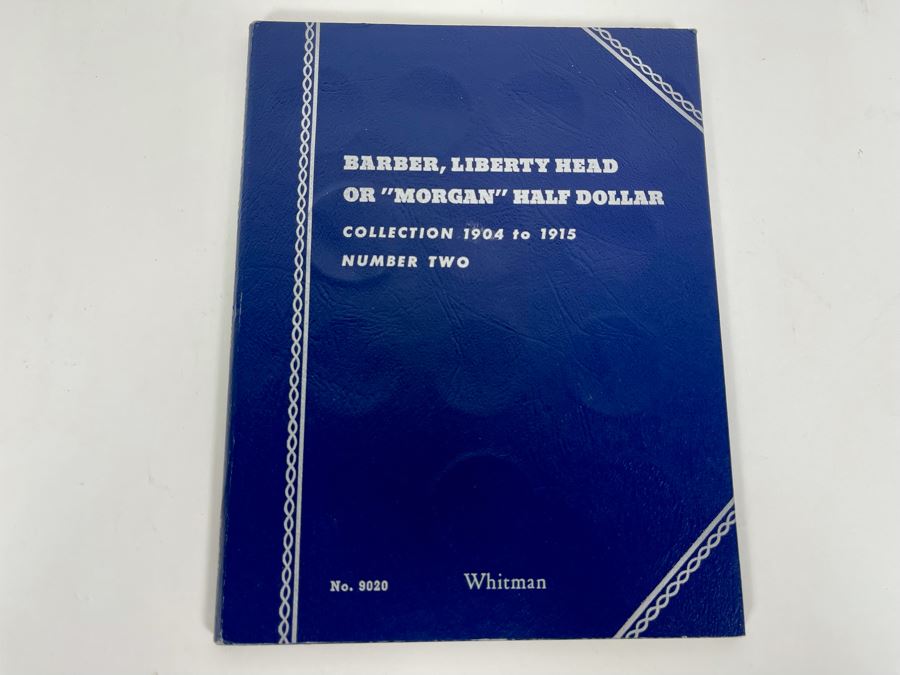 BARBER, LIBERTY HEAD
OR "MORGAN" HALF DOLLAR
COLLECTION 1904 to 1915
NUMBER TWO
No. 9020 Whitman